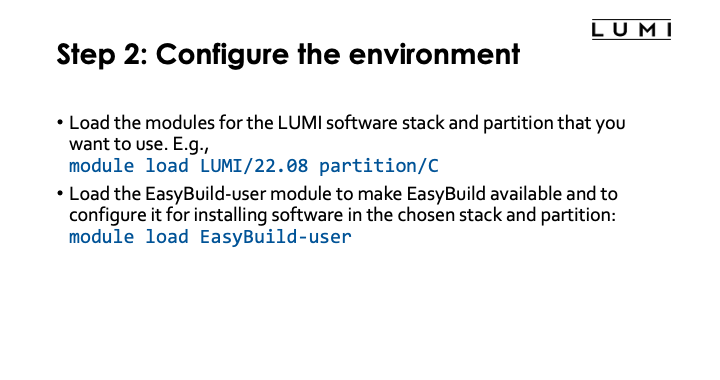 LUMI
Step 2: Configure the environment
• Load the modules for the LUMI software stack and partition that you
want to use. E.g.,
module load LUMI/22.08 partition/C
• Load the EasyBuild-user module to make EasyBuild available and to
configure it for installing software in the chosen stack and partition:
module load EasyBuild-user